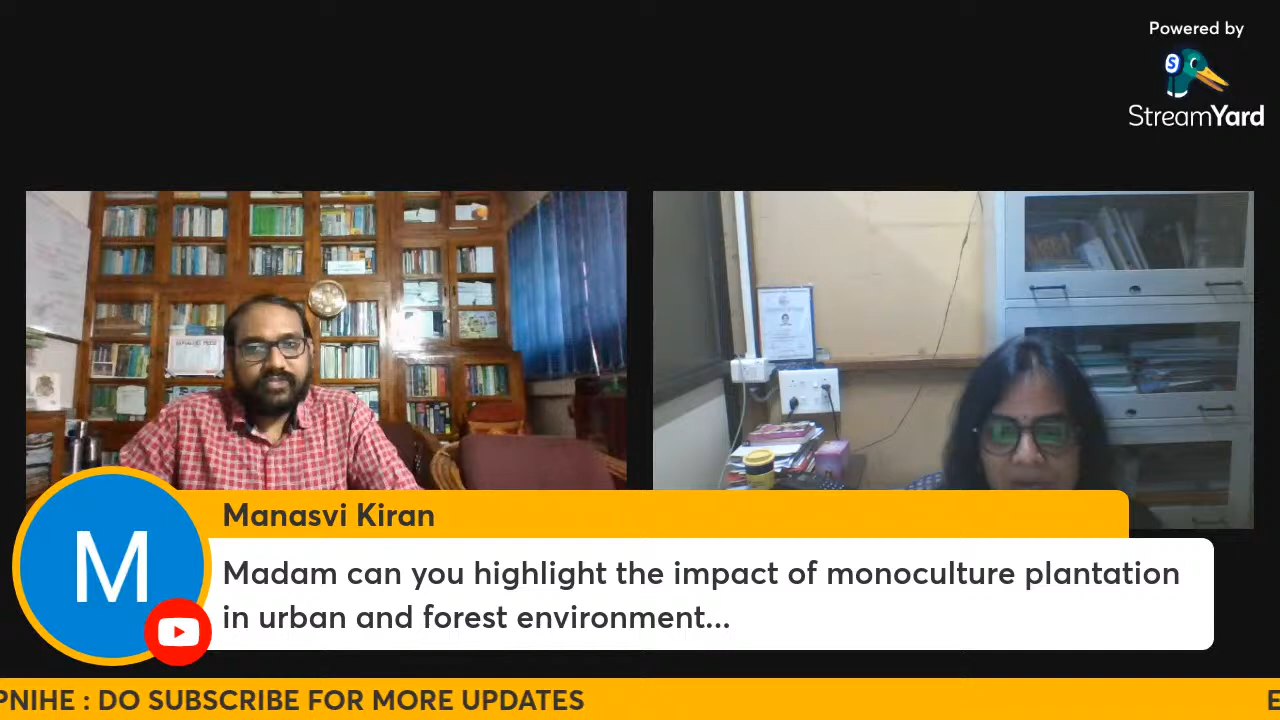 Powered by
S
StreamYard
M
Manasvi Kiran
Madam can you highlight the impact of monoculture plantation
in urban and forest environment...
PNIHE : DO SUBSCRIBE FOR MORE UPDATES
E